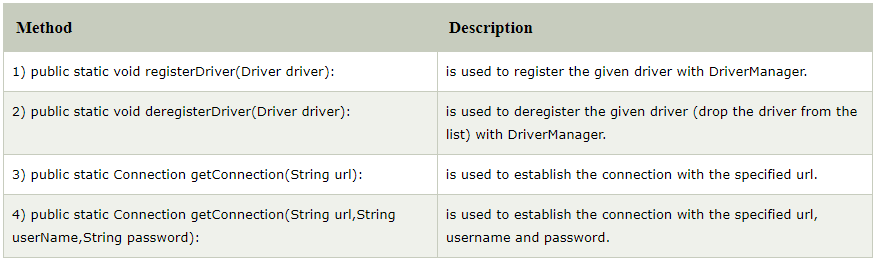 Method Description
1) public static void registerDriver(Driver driver): is used to register the given driver with DriverManager.
2) public static void deregisterDriver(Driver driver): is used to deregister the given driver (drop the driver from the
list) with DriverManager.
3) public static Connection getConnection(String url): is used to establish the connection with the specified url.
4) public static Connection getConnection(String url,String
userName,String password):
is used to establish the connection with the specified url,
username and password.